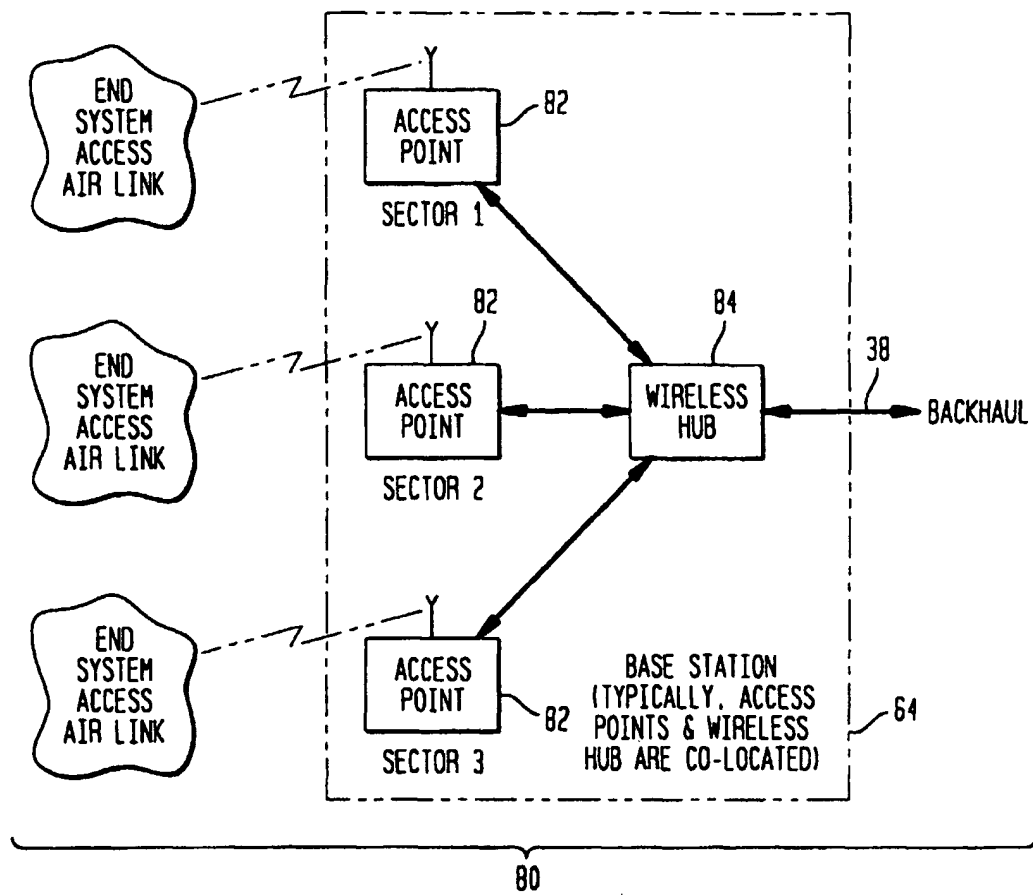 END
SYSTEM
ACCESS
AIR LINK
ACCESS
POINT
82
SECTOR 1
END
SYSTEM
ACCESS
AIR LINK
ACCESS
POINT
82
SECTOR 2
WIRELESS
HUB
84
38
BACKHAUL
END
SYSTEM
ACCESS
AIR LINK
ACCESS
POINT
82
SECTOR 3
BASE STATION
(TYPICALLY, ACCESS
POINTS & WIRELESS
HUB ARE CO-LOCATED)
64
80